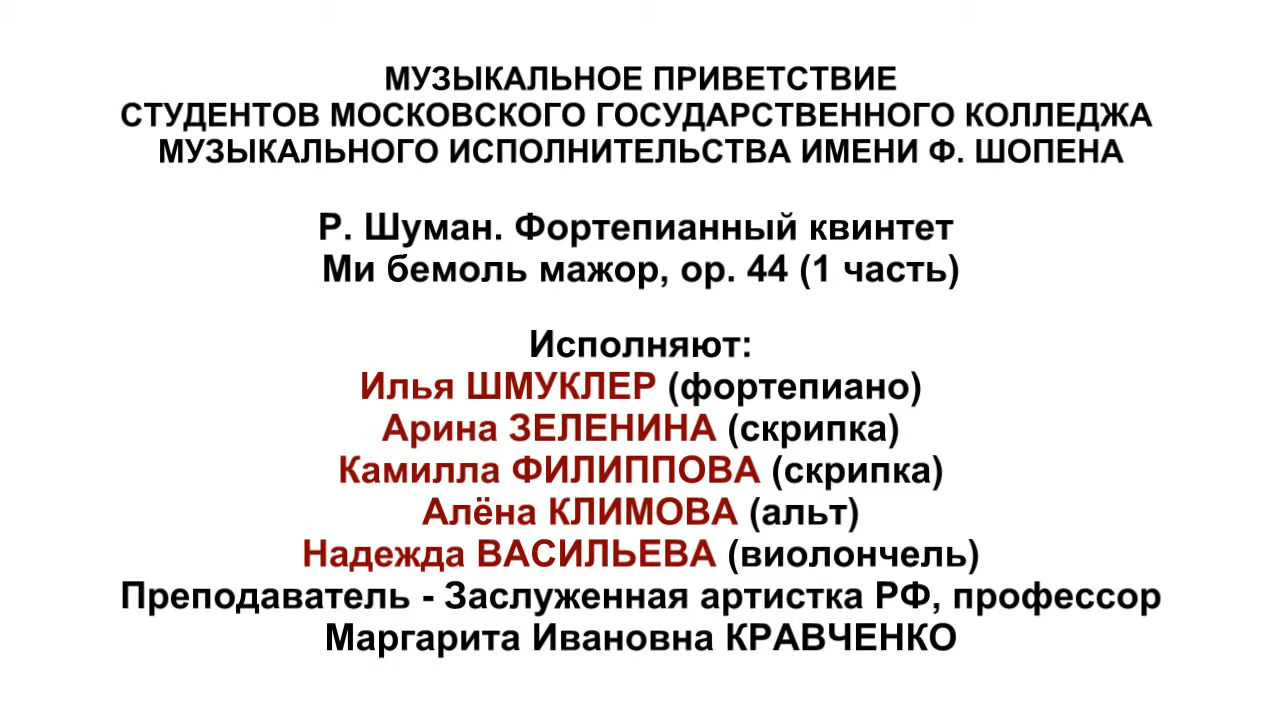 МУЗЫКАЛЬНОЕ ПРИВЕТСТВИЕ
СТУДЕНТОВ МОСКОВСКОГО ГОСУДАРСТВЕННОГО КОЛЛЕДЖА
МУЗЫКАЛЬНОГО ИСПОЛНИТЕЛЬСТВА ИМЕНИ Ф. ШОПЕНА
Р. Шуман. Фортепианный квинтет
Ми бемоль мажор, ор. 44 (1 часть)
Исполняют:
Илья ШМУКЛЕР (фортепиано)
Арина ЗЕЛЕНИНА (скрипка)
Камилла ФИЛИППОВА (скрипка)
Алёна КЛИМОВА (альт)
Надежда ВАСИЛЬЕВА (виолончель)
Преподаватель - Заслуженная артистка РФ, профессор
Маргарита Ивановна КРАВЧЕНКО